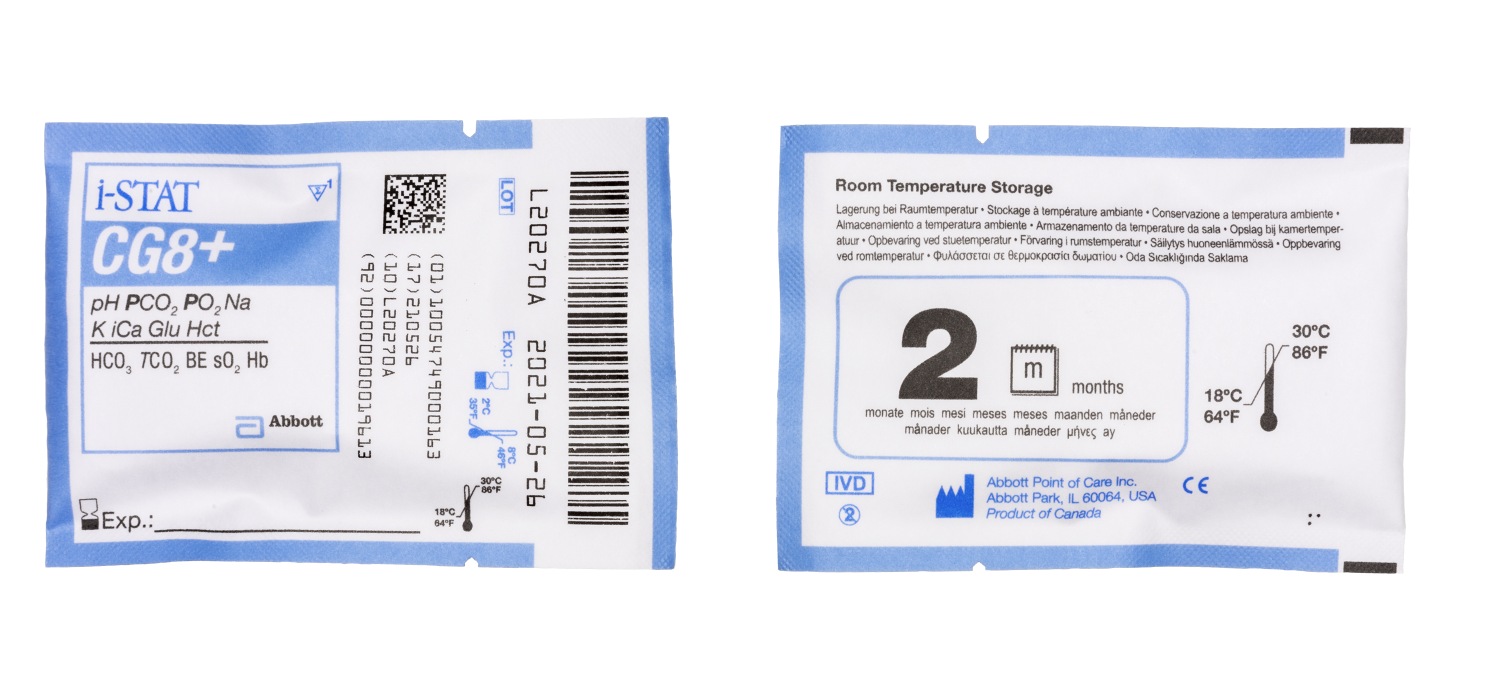 i-STAT
2 1
CG8+
pH PCO₂ PO₂ Na
K iCa Glu Hct
HCO₃ TCO₂ BE sO₂ Hb
Abbott
Exp.:
(01)10054749000163
(17)210526
(10)L20270A
(92)0000000019613
30°C
86°F
18°C
64°F
LOT
L20270A 2021-05-26
Exp.:
2°C
35°F
8°C
46°F
Room Temperature Storage
Lagerung bei Raumtemperatur • Stockage à température ambiante • Conservazione a temperatura ambiente •
Almacenamiento a temperatura ambiente • Armazenamento da temperature da sala • Opslag bij kamertemper-
atuur • Opbevaring ved stuetemperatur • Förvaring i rumstemperatur • Säilytys huoneenlämmössä • Oppbevaring
ved romtemperatur • Φυλάσσεται σε θερμοκρασία δωματίου • Oda Sıcaklığında Saklama
2 m months
monate mois mesi meses meses maanden måneder
månader kuukautta måneder μήνες ay
30°C
86°F
18°C
64°F
IVD
2
Abbott Point of Care Inc.
Abbott Park, IL 60064, USA
Product of Canada
CE